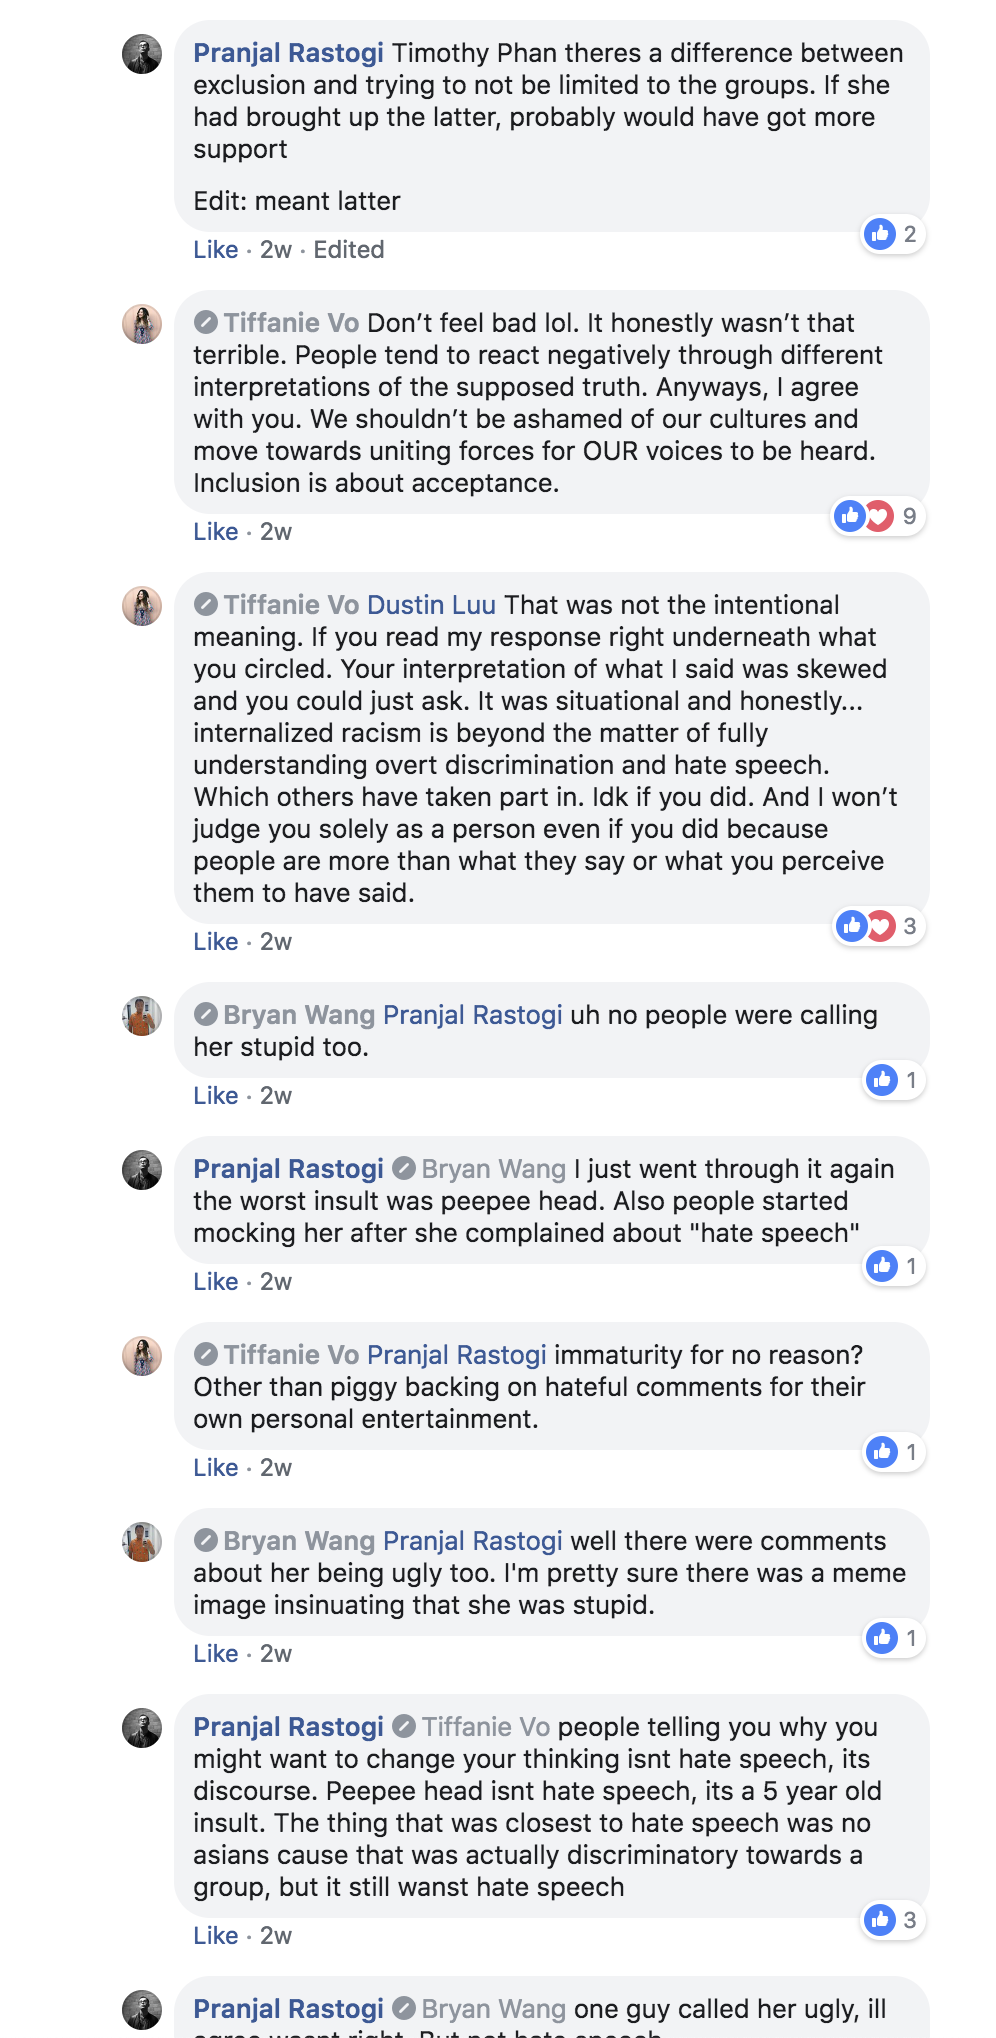 Pranjal Rastogi Timothy Phan theres a difference between
exclusion and trying to not be limited to the groups. If she
had brought up the latter, probably would have got more
support
Edit: meant latter
2
Like · 2w · Edited
Tiffanie Vo Don’t feel bad lol. It honestly wasn’t that
terrible. People tend to react negatively through different
interpretations of the supposed truth. Anyways, I agree
with you. We shouldn’t be ashamed of our cultures and
move towards uniting forces for OUR voices to be heard.
Inclusion is about acceptance.
9
Like · 2w
Tiffanie Vo Dustin Luu That was not the intentional
meaning. If you read my response right underneath what
you circled. Your interpretation of what I said was skewed
and you could just ask. It was situational and honestly...
internalized racism is beyond the matter of fully
understanding overt discrimination and hate speech.
Which others have taken part in. Idk if you did. And I won’t
judge you solely as a person even if you did because
people are more than what they say or what you perceive
them to have said.
3
Like · 2w
Bryan Wang Pranjal Rastogi uh no people were calling
her stupid too.
1
Like · 2w
Pranjal Rastogi Bryan Wang I just went through it again
the worst insult was peepee head. Also people started
mocking her after she complained about "hate speech"
1
Like · 2w
Tiffanie Vo Pranjal Rastogi immaturity for no reason?
Other than piggy backing on hateful comments for their
own personal entertainment.
1
Like · 2w
Bryan Wang Pranjal Rastogi well there were comments
about her being ugly too. I'm pretty sure there was a meme
image insinuating that she was stupid.
1
Like · 2w
Pranjal Rastogi Tiffanie Vo people telling you why you
might want to change your thinking isnt hate speech, its
discourse. Peepee head isnt hate speech, its a 5 year old
insult. The thing that was closest to hate speech was no
asians cause that was actually discriminatory towards a
group, but it still wanst hate speech
3
Like · 2w
Pranjal Rastogi Bryan Wang one guy called her ugly, ill
agree wasnt right. But not hate speech